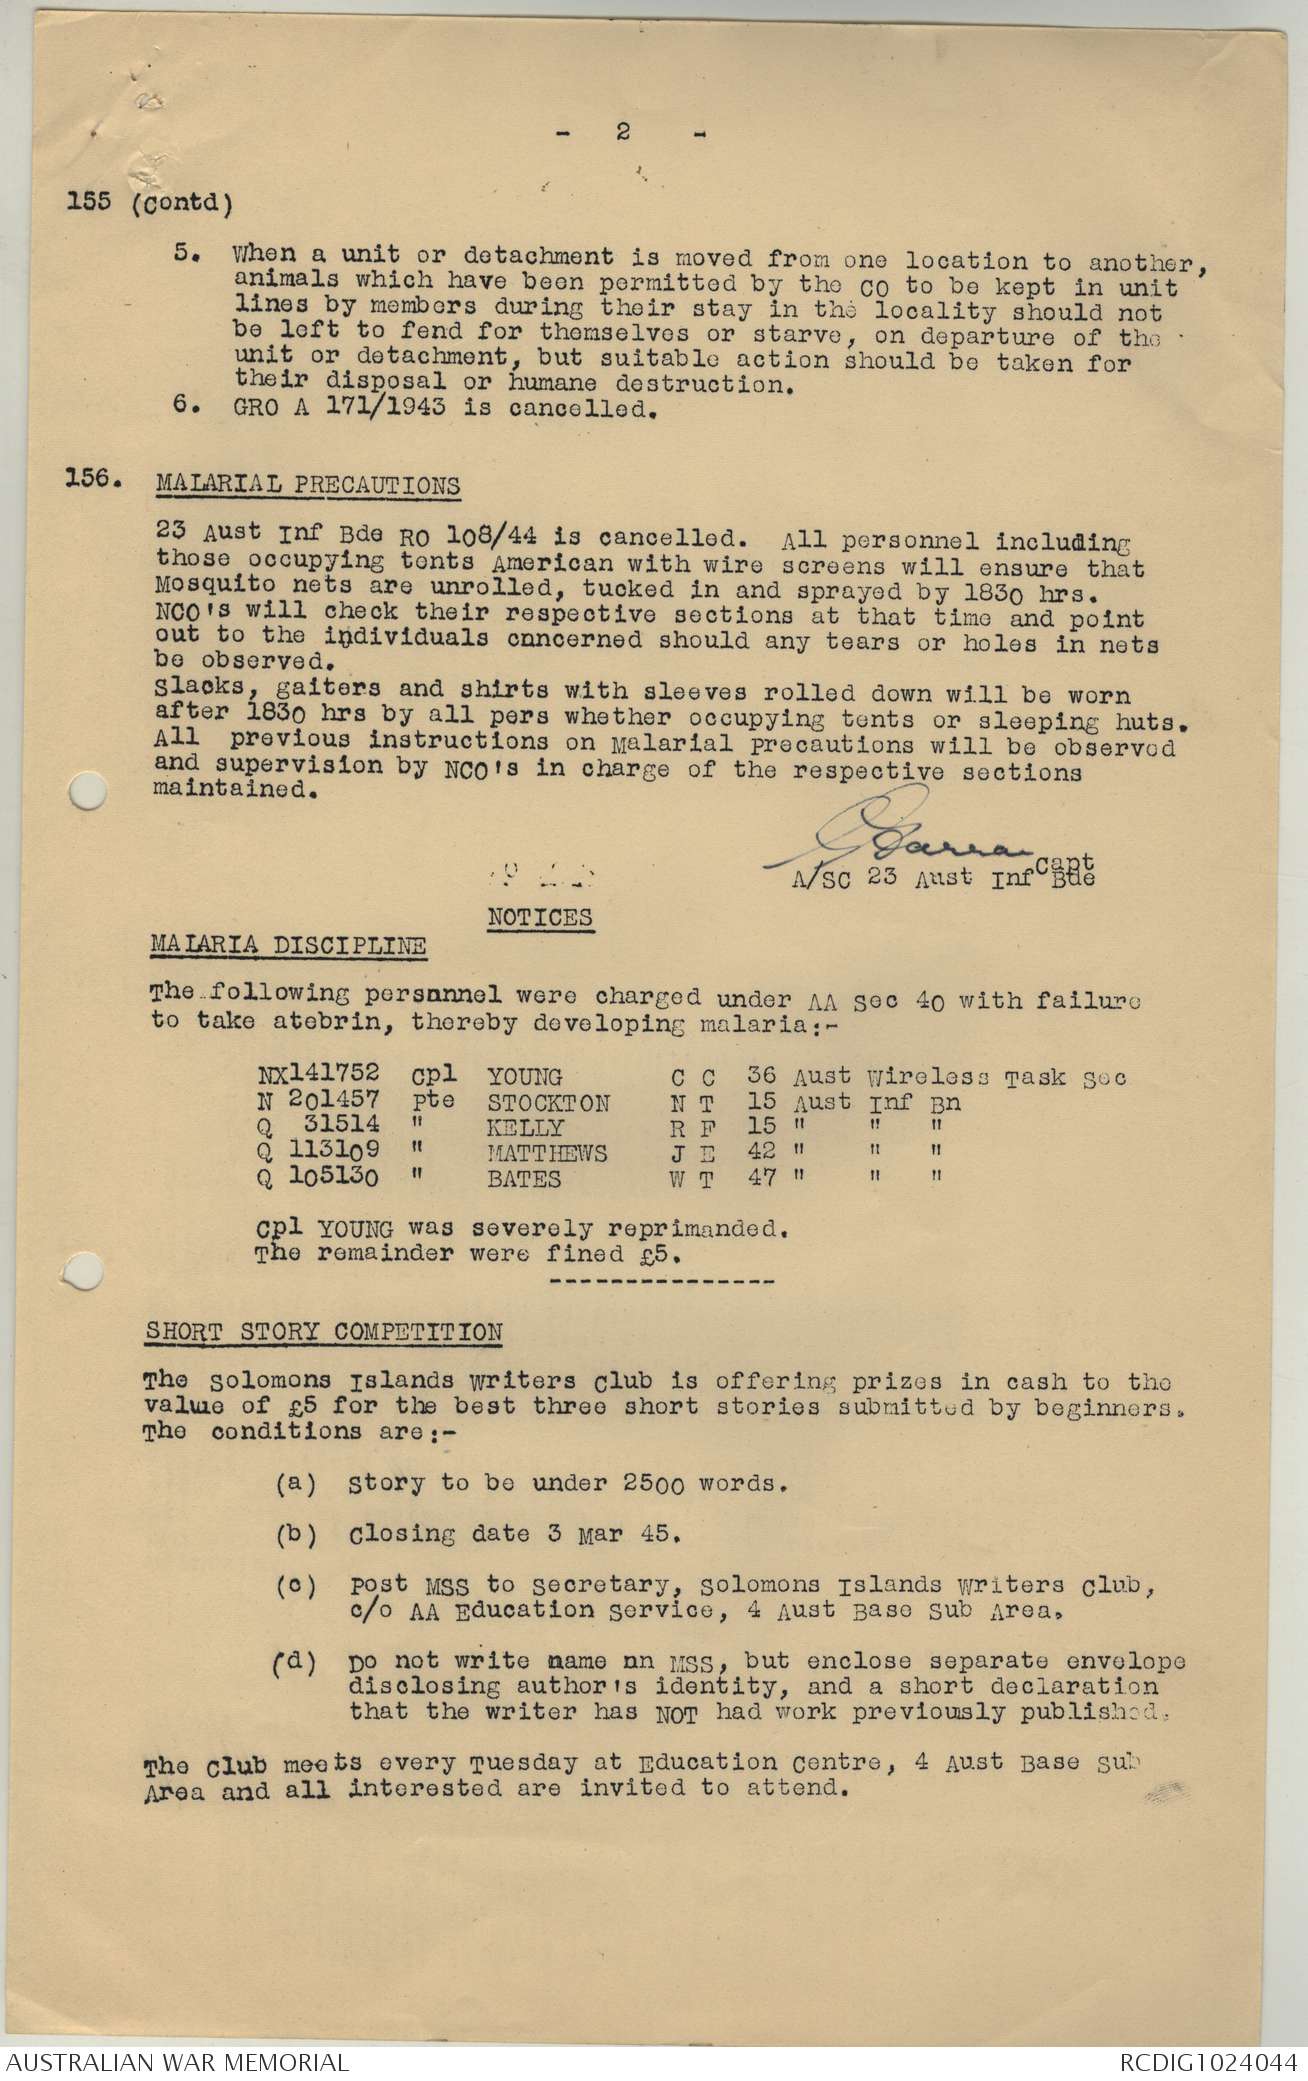 - 2 -
155 (Contd)
5. When a unit or detachment is moved from one location to another,
animals which have been permitted by the CO to be kept in unit
lines by members during their stay in the locality should not
be left to fend for themselves or starve, on departure of the
unit or detachment, but suitable action should be taken for
their disposal or humane destruction.
6. GRO A 171/1943 is cancelled.
156. MALARIAL PRECAUTIONS
23 Aust Inf Bde RO 108/44 is cancelled. All personnel including
those occupying tents American with wire screens will ensure that
Mosquito nets are unrolled, tucked in and sprayed by 1830 hrs.
NCO's will check their respective sections at that time and point
out to the individuals cnncerned should any tears or holes in nets
be observed.
Slacks, gaiters and shirts with sleeves rolled down will be worn
after 1830 hrs by all pers whether occupying tents or sleeping huts.
All previous instructions on Malarial Precautions will be observed
and supervision by NCO's in charge of the respective sections
maintained.
Capt
A/SC 23 Aust Inf Bde
NOTICES
MALARIA DISCIPLINE
The following persnnnel were charged under AA Sec 40 with failure
to take atebrin, thereby developing malaria:-
NX141752 Cpl YOUNG C C 36 Aust Wireless Task Sec
N 201457 Pte STOCKTON N T 15 Aust Inf Bn
Q 31514 " KELLY R F 15 " " "
Q 113109 " MATTHEWS J E 42 " " "
Q 105130 " BATES W T 47 " " "
Cpl YOUNG was severely reprimanded.
The remainder were fined £5.
---------------
SHORT STORY COMPETITION
The Solomons Islands Writers Club is offering prizes in cash to the
value of £5 for the best three short stories submitted by beginners.
The conditions are:-
(a) Story to be under 2500 words.
(b) Closing date 3 Mar 45.
(c) Post MSS to Secretary, Solomons Islands Writers Club,
c/o AA Education Service, 4 Aust Base Sub Area.
(d) Do not write name nn MSS, but enclose separate envelope
disclosing author's identity, and a short declaration
that the writer has NOT had work previously published.
The Club meets every Tuesday at Education Centre, 4 Aust Base Sub
Area and all interested are invited to attend.
AUSTRALIAN WAR MEMORIAL RCDIG1024044